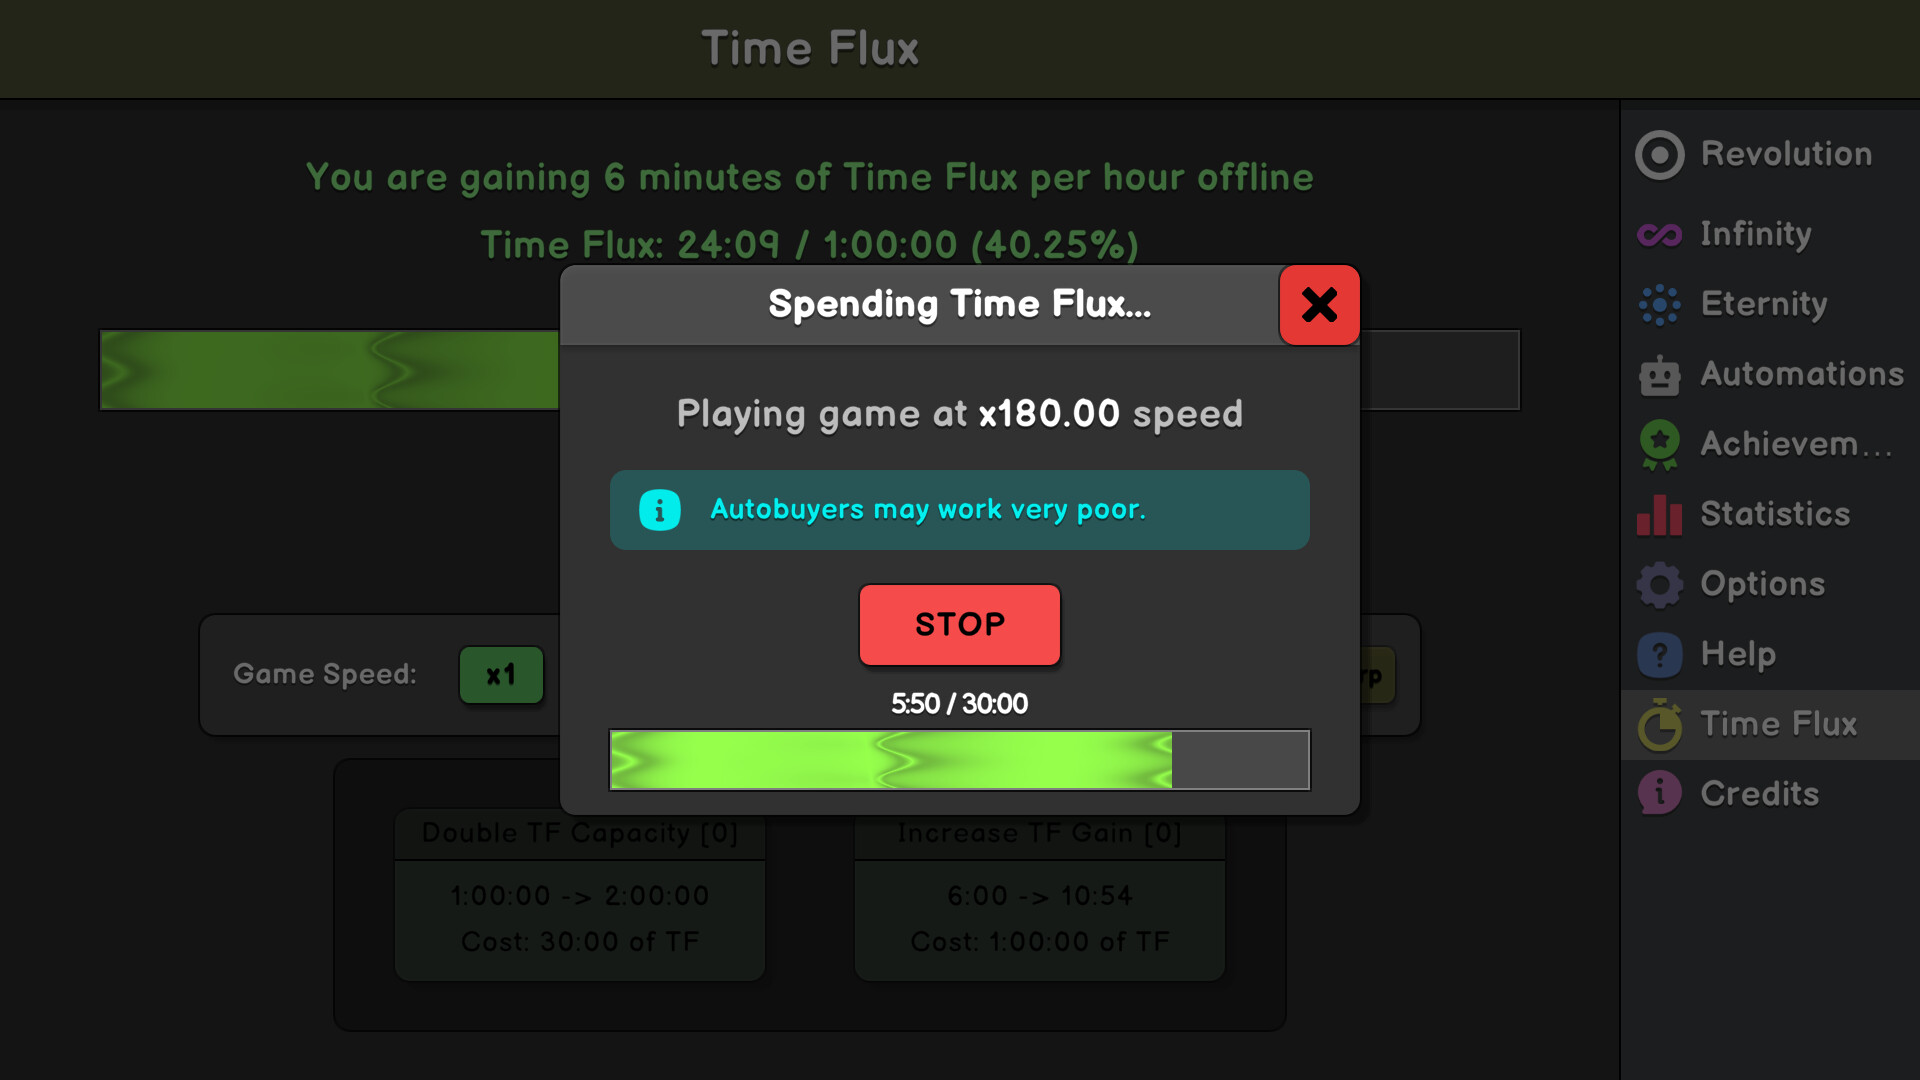 Time Flux
You are gaining 6 minutes of Time Flux per hour offline
Time Flux: 24:09 / 1:00:00 (40.25%)
Spending Time Flux...
Playing game at x180.00 speed
Autobuyers may work very poor.
STOP
5:50 / 30:00
Game Speed:
x1
rp
Double TF Capacity [0]
1:00:00 -> 2:00:00
Cost: 30:00 of TF
Increase TF Gain [0]
6:00 -> 10:54
Cost: 1:00:00 of TF
Revolution
Infinity
Eternity
Automations
Achievem...
Statistics
Options
Help
Time Flux
Credits